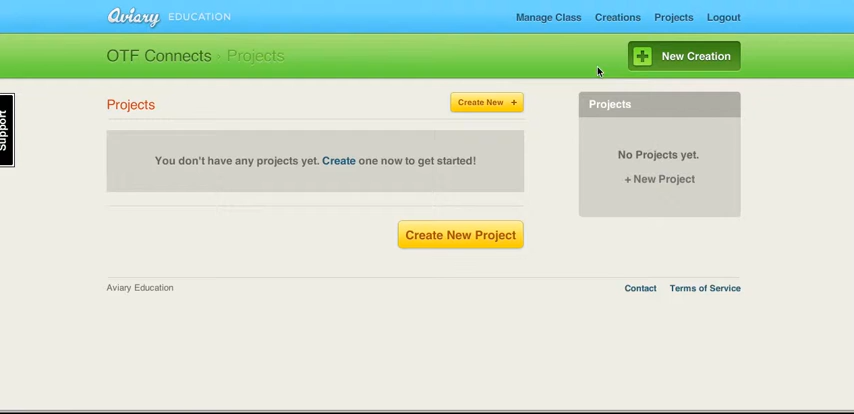 Aviary EDUCATION
Manage Class Creations Projects Logout
OTF Connects › Projects
New Creation
Support
Projects
Create New +
You don't have any projects yet. Create one now to get started!
Create New Project
Projects
No Projects yet.
+ New Project
Aviary Education
Contact Terms of Service